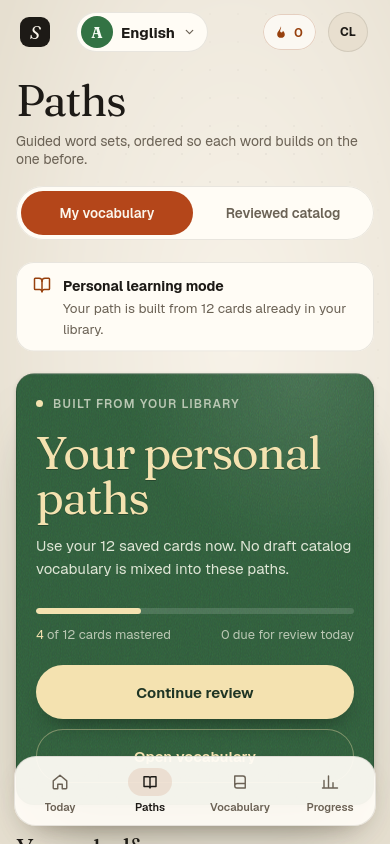 S
A English
0
CL
Paths
Guided word sets, ordered so each word builds on the
one before.
My vocabulary
Reviewed catalog
Personal learning mode
Your path is built from 12 cards already in your
library.
BUILT FROM YOUR LIBRARY
Your personal
paths
Use your 12 saved cards now. No draft catalog
vocabulary is mixed into these paths.
4 of 12 cards mastered
0 due for review today
Continue review
Open vocabulary
Today
Paths
Vocabulary
Progress